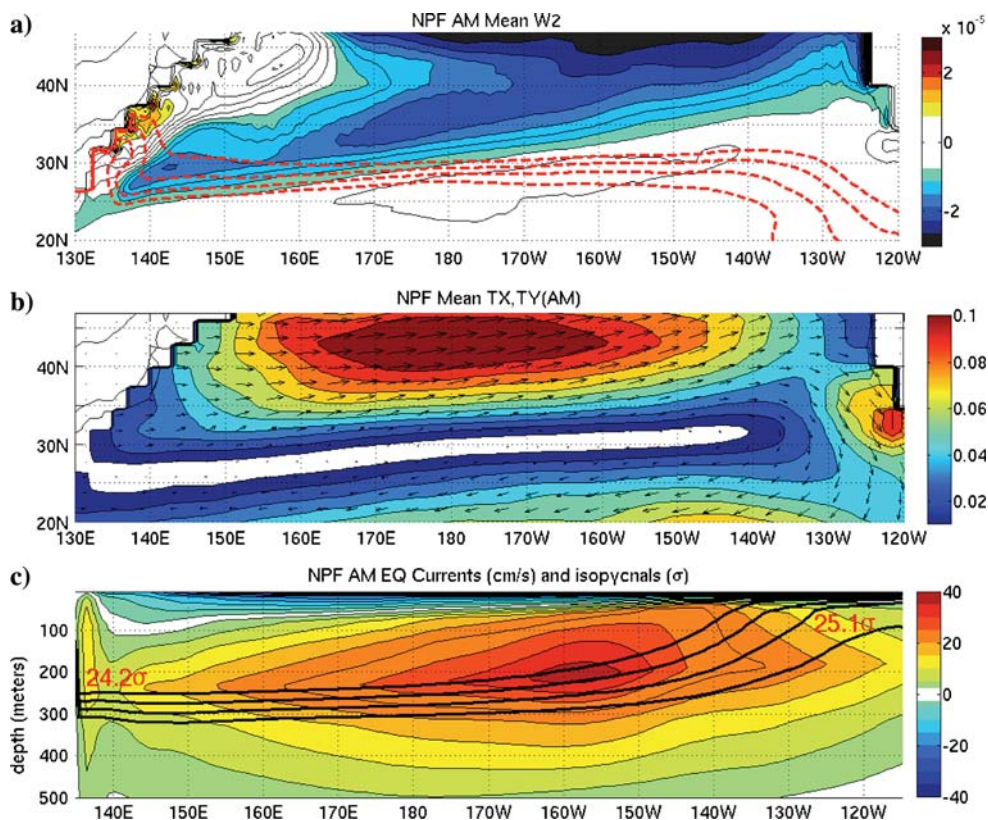 a)
NPF AM Mean W2
x 10⁻⁵
40N
30N
20N
130E 140E 150E 160E 170E 180E 170W 160W 150W 140W 130W 120W
2
0
-2
b)
NPF Mean TX,TY(AM)
40N
30N
20N
130E 140E 150E 160E 170E 180E 170W 160W 150W 140W 130W 120W
0.1
0.08
0.06
0.04
0.02
c)
NPF AM EQ Currents (cm/s) and isopycnals (σ)
depth (meters)
100
200
300
400
500
24.2σ
25.1σ
140E 150E 160E 170E 180E 170W 160W 150W 140W 130W 120W
40
20
0
-20
-40